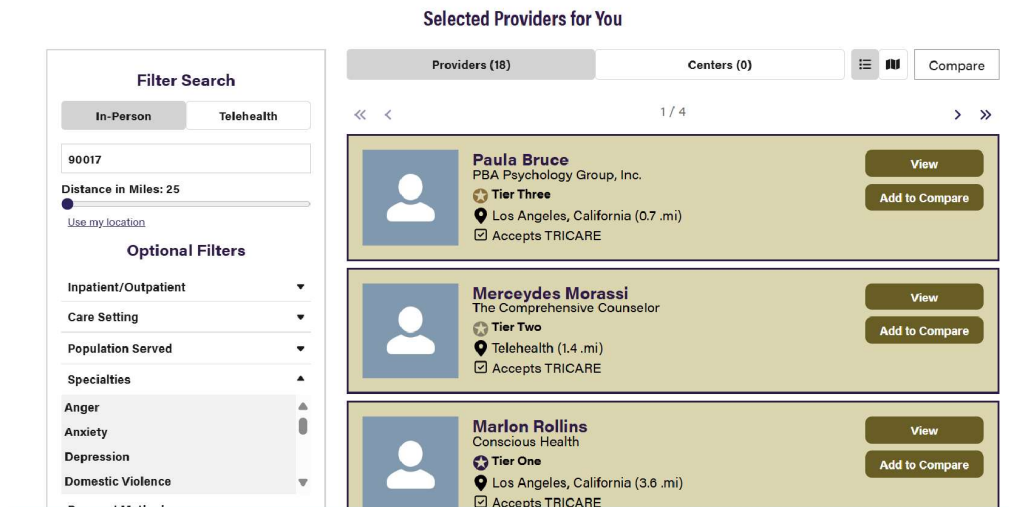 Selected Providers for You
Filter Search
In-Person Telehealth
90017
Distance in Miles: 25
Use my location
Optional Filters
Inpatient/Outpatient
Care Setting
Population Served
Specialties
Anger
Anxiety
Depression
Domestic Violence
Providers (18) Centers (0) Compare
1 / 4
Paula Bruce
PBA Psychology Group, Inc.
Tier Three
Los Angeles, California (0.7 .mi)
Accepts TRICARE
View
Add to Compare
Merceydes Morassi
The Comprehensive Counselor
Tier Two
Telehealth (1.4 .mi)
Accepts TRICARE
View
Add to Compare
Marlon Rollins
Conscious Health
Tier One
Los Angeles, California (3.6 .mi)
Accepts TRICARE
View
Add to Compare